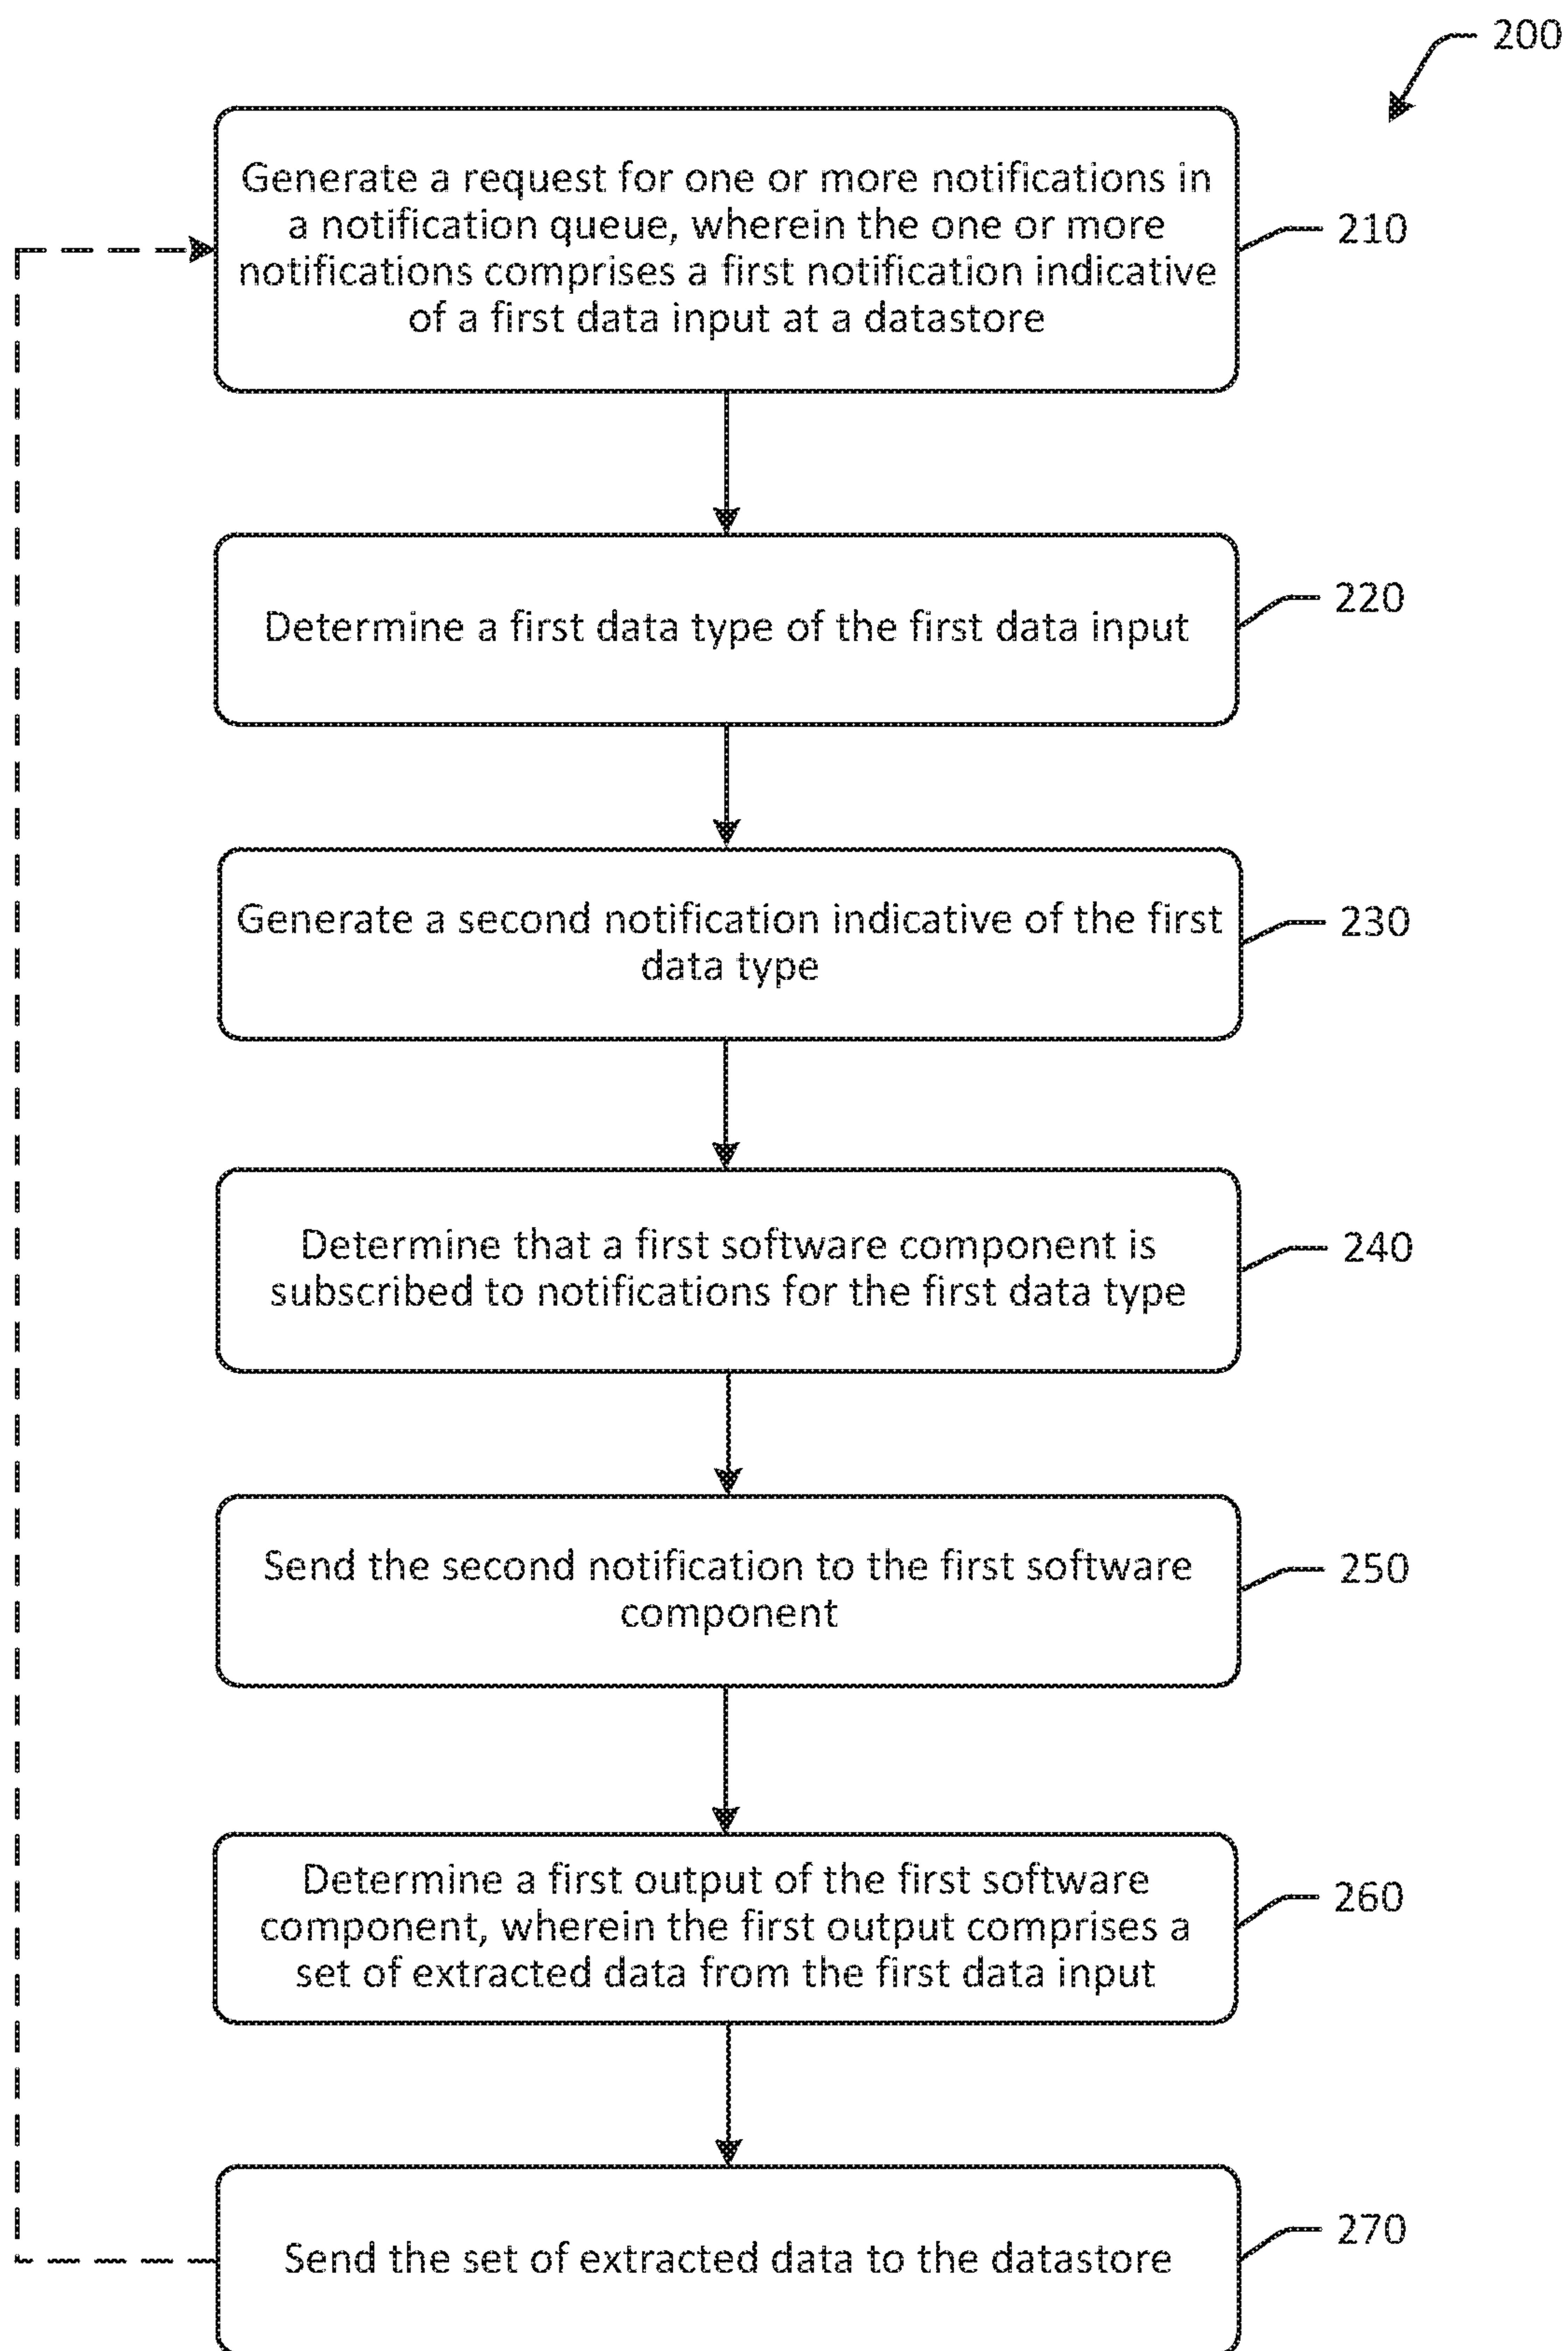 200
Generate a request for one or more notifications in
a notification queue, wherein the one or more
notifications comprises a first notification indicative
of a first data input at a datastore
210
Determine a first data type of the first data input
220
Generate a second notification indicative of the first
data type
230
Determine that a first software component is
subscribed to notifications for the first data type
240
Send the second notification to the first software
component
250
Determine a first output of the first software
component, wherein the first output comprises a
set of extracted data from the first data input
260
Send the set of extracted data to the datastore
270